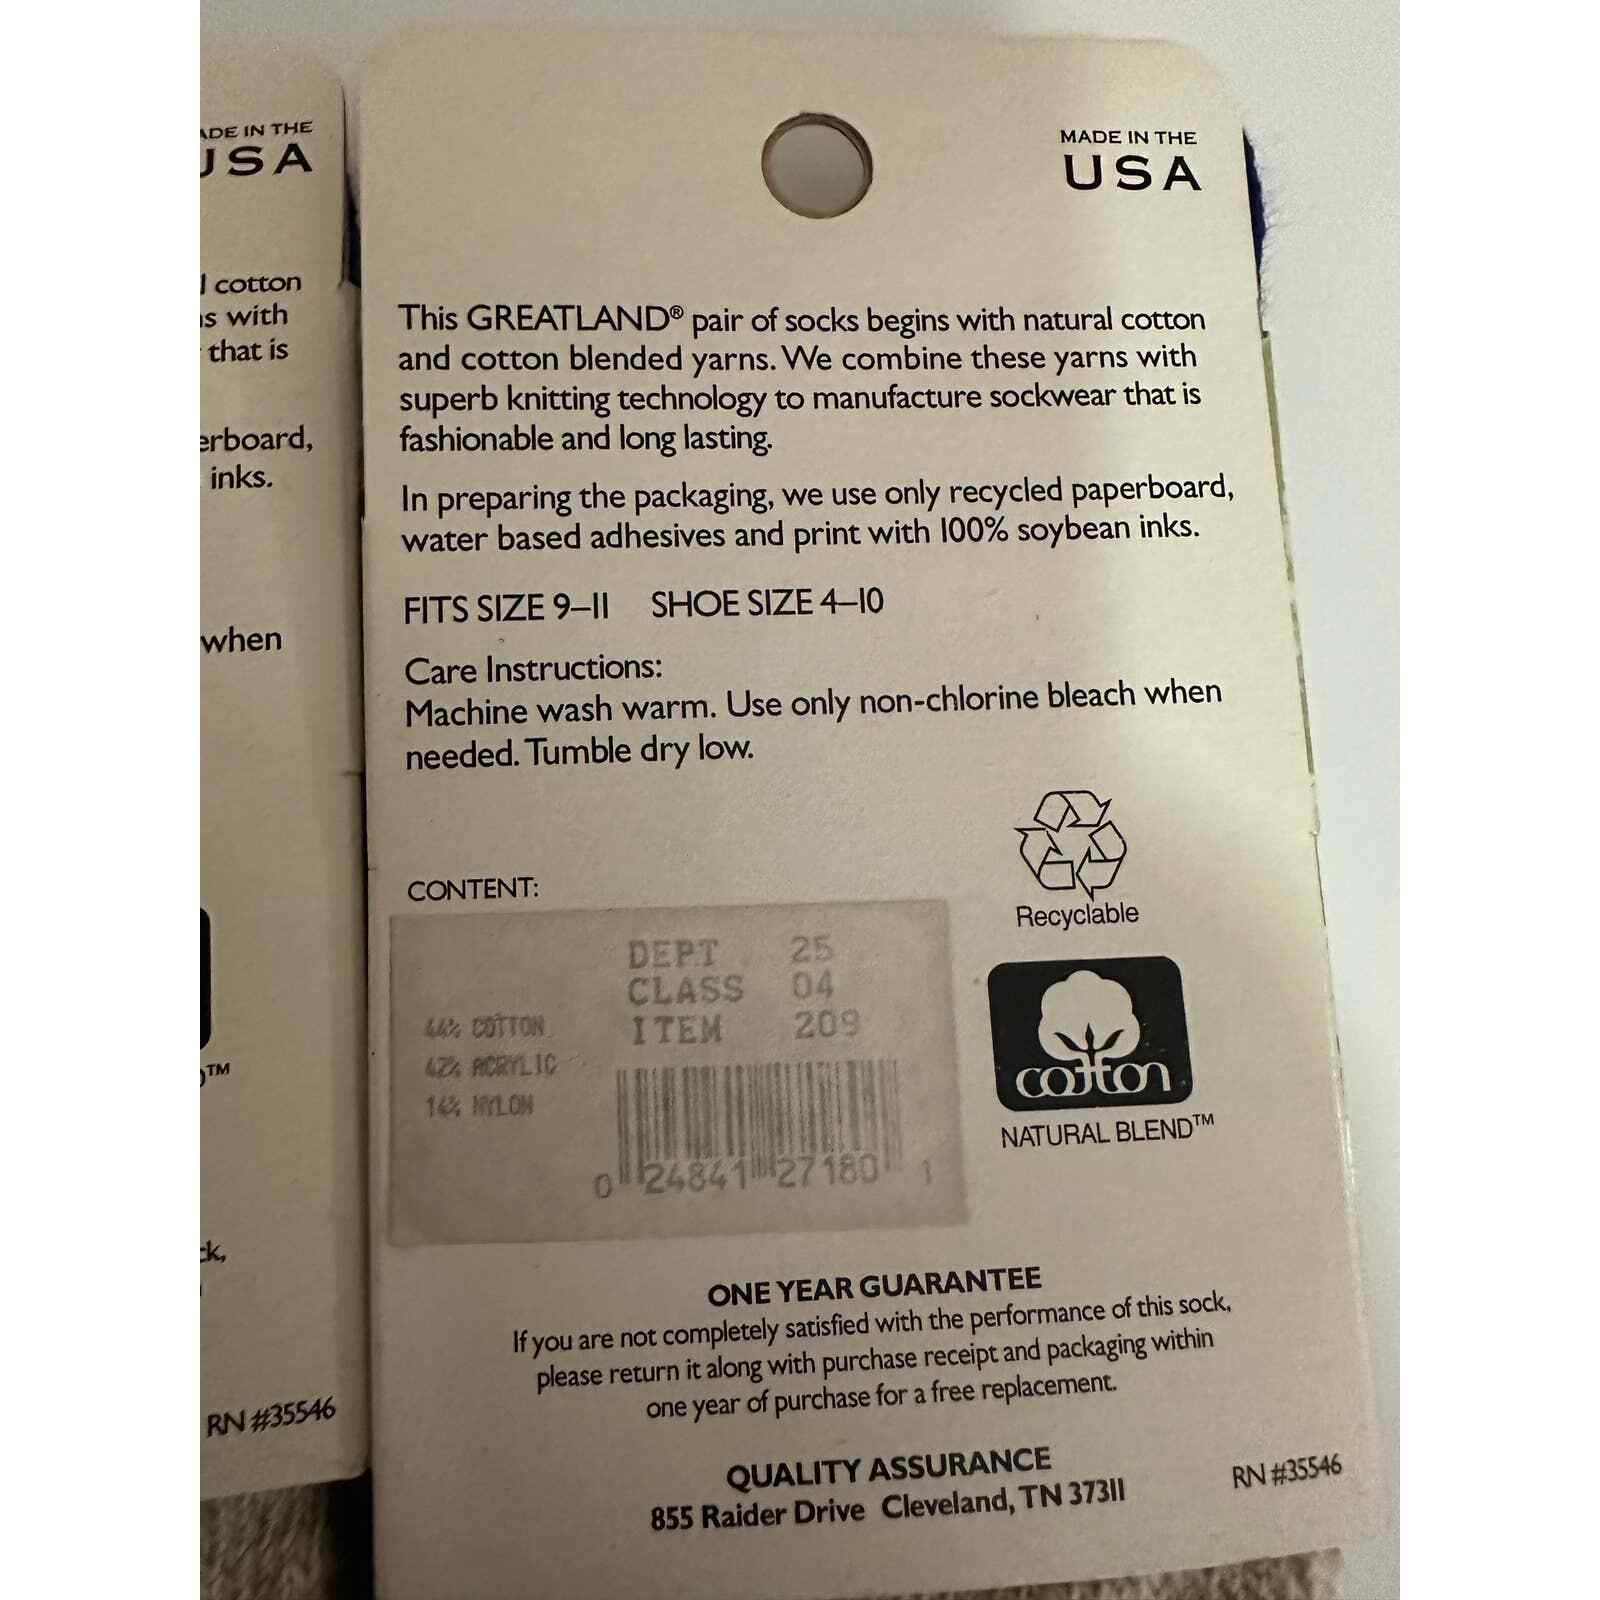 ADE IN THE
USA
cotton
s with
that is
erboard,
inks.
when
TM
ck,
RN #35546
MADE IN THE
USA
This GREATLAND® pair of socks begins with natural cotton
and cotton blended yarns. We combine these yarns with
superb knitting technology to manufacture sockwear that is
fashionable and long lasting.
In preparing the packaging, we use only recycled paperboard,
water based adhesives and print with 100% soybean inks.
FITS SIZE 9–11 SHOE SIZE 4–10
Care Instructions:
Machine wash warm. Use only non-chlorine bleach when
needed. Tumble dry low.
Recyclable
CONTENT:
DEPT 25
CLASS 04
ITEM 209
44% COTTON
42% ACRYLIC
14% NYLON
0 24841 27180 1
cotton
NATURAL BLEND™
ONE YEAR GUARANTEE
If you are not completely satisfied with the performance of this sock,
please return it along with purchase receipt and packaging within
one year of purchase for a free replacement.
QUALITY ASSURANCE
855 Raider Drive Cleveland, TN 37311
RN #35546